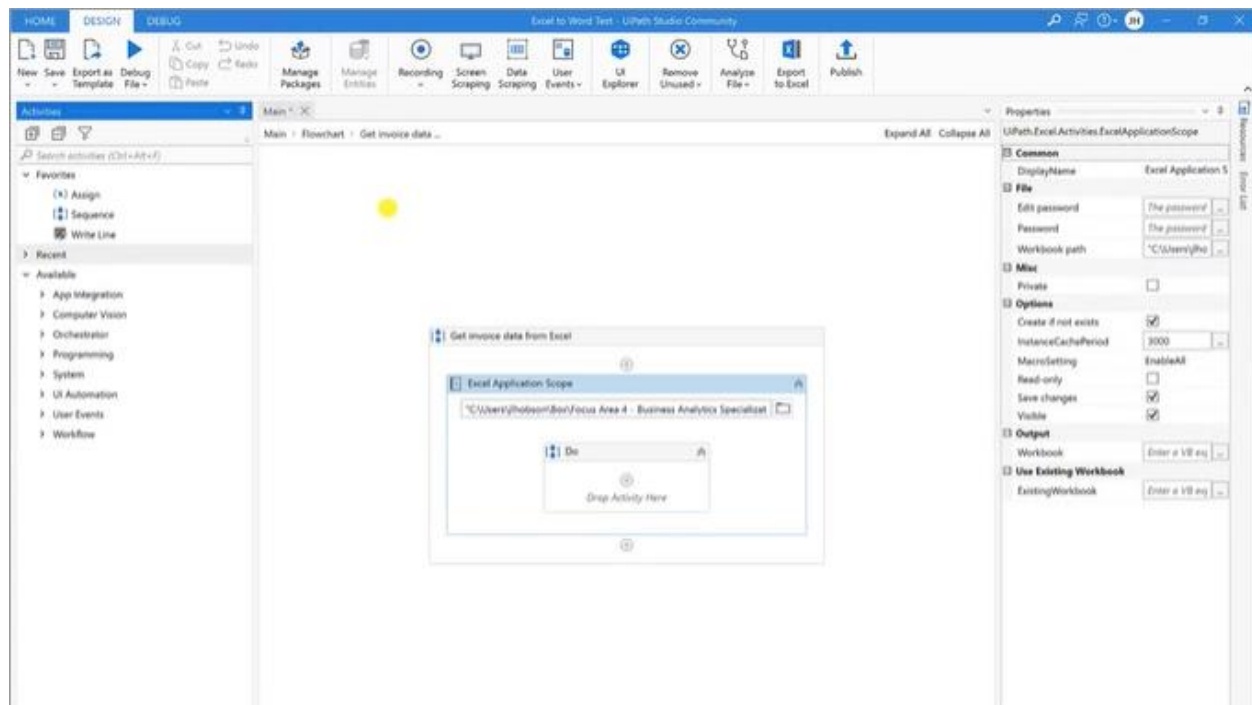 HOME DESIGN DEBUG Excel to Word Test - UiPath Studio Community JH
New Save Export as Template Debug File Cut Copy Paste Undo Redo Manage Packages Manage Entities Recording Screen Scraping Data Scraping User Events UI Explorer Remove Unused Analyze File Export to Excel Publish
Activities
Search activities (Ctrl+Alt+F)
Favorites
Assign
Sequence
Write Line
Recent
Available
App Integration
Computer Vision
Orchestrator
Programming
System
UI Automation
User Events
Workflow
Main *
Main Flowchart Get invoice data ... Expand All Collapse All
Get invoice data from Excel
Excel Application Scope
"C:\Users\jlhobson\Box\Focus Area 4 - Business Analytics Specializat
Do
Drop Activity Here
Properties
UiPath.Excel.Activities.ExcelApplicationScope
Common
DisplayName Excel Application S
File
Edit password The password ...
Password The password ...
Workbook path "C:\Users\jlho ...
Misc
Private
Options
Create if not exists
InstanceCachePeriod 3000 ...
MacroSetting EnableAll
Read-only
Save changes
Visible
Output
Workbook Enter a VB exp ...
Use Existing Workbook
ExistingWorkbook Enter a VB exp ...
Resources
Error List